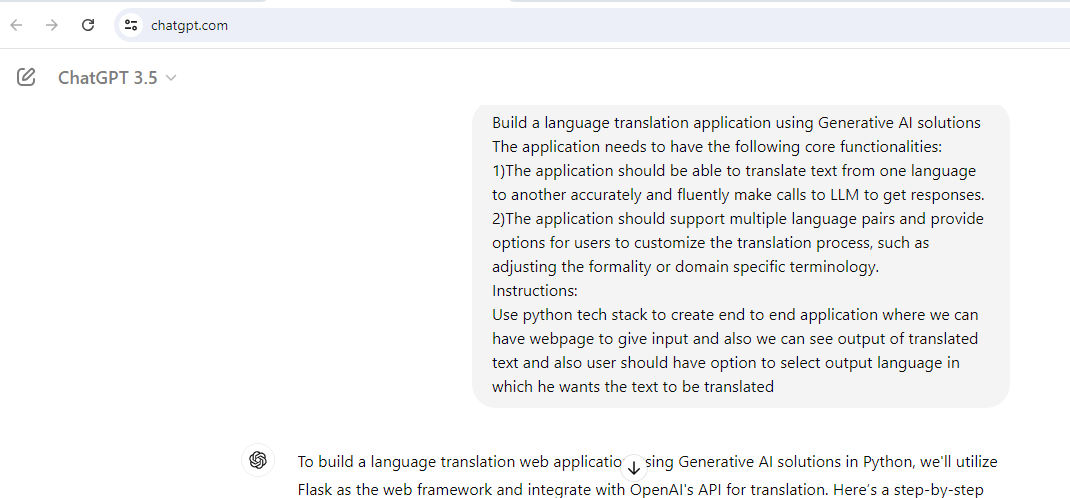 chatgpt.com
ChatGPT 3.5
Build a language translation application using Generative AI solutions
The application needs to have the following core functionalities:
1)The application should be able to translate text from one language
to another accurately and fluently make calls to LLM to get responses.
2)The application should support multiple language pairs and provide
options for users to customize the translation process, such as
adjusting the formality or domain specific terminology.
Instructions:
Use python tech stack to create end to end application where we can
have webpage to give input and also we can see output of translated
text and also user should have option to select output language in
which he wants the text to be translated
To build a language translation web application using Generative AI solutions in Python, we'll utilize
Flask as the web framework and integrate with OpenAI's API for translation. Here's a step-by-step